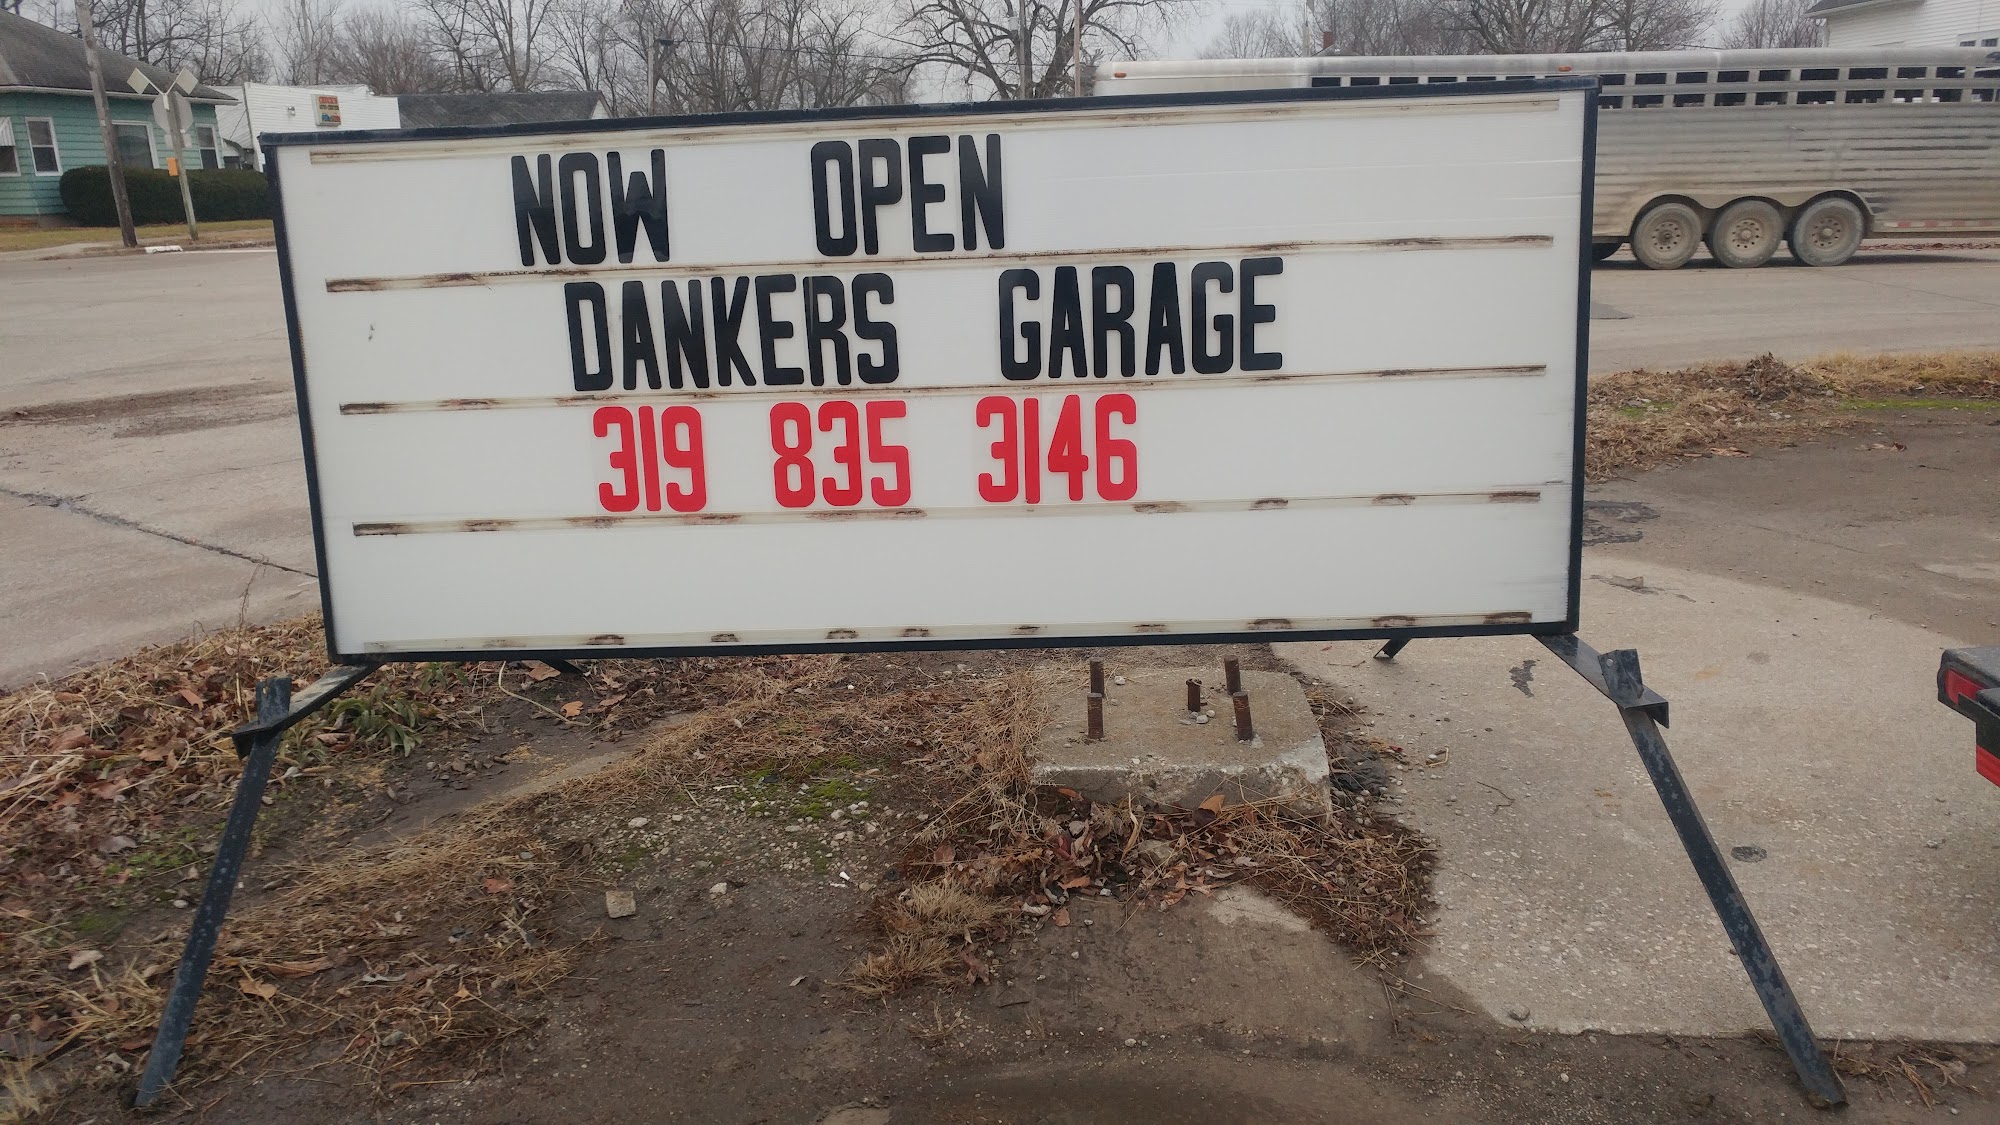 NOW OPEN
DANKERS GARAGE
319 835 3146